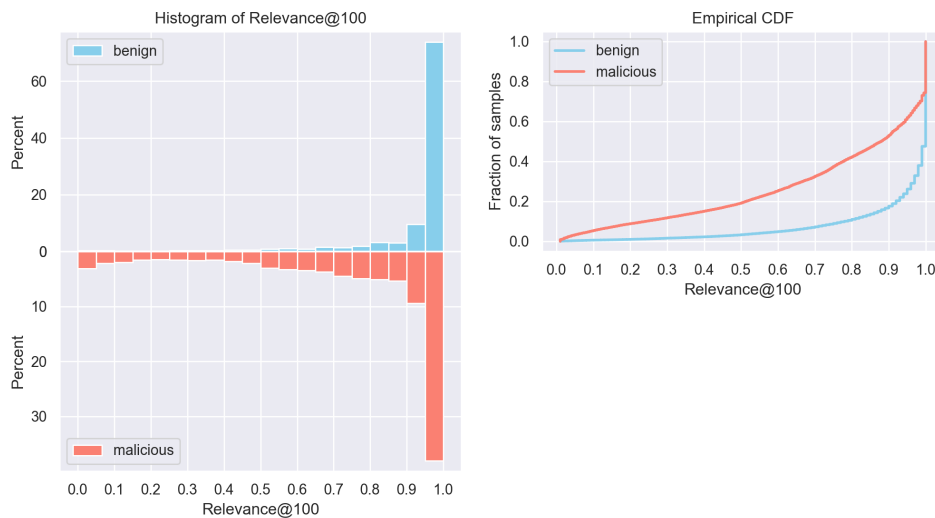 Histogram of Relevance@100
benign
Percent
60
40
20
0
10
20
30
Percent
malicious
0.0 0.1 0.2 0.3 0.4 0.5 0.6 0.7 0.8 0.9 1.0
Relevance@100
Empirical CDF
benign
malicious
Fraction of samples
1.0
0.8
0.6
0.4
0.2
0.0
0.0 0.1 0.2 0.3 0.4 0.5 0.6 0.7 0.8 0.9 1.0
Relevance@100